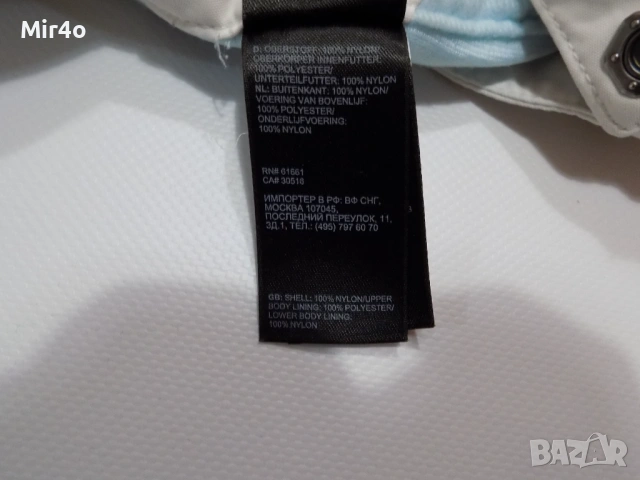 Mir4o
D: OBERSTOFF: 100% NYLON/
OBERKÖRPER INNENFUTTER:
100% POLYESTER/
UNTERTEILFUTTER: 100% NYLON
NL: BUITENKANT: 100% NYLON/
VOERING VAN BOVENLIJF:
100% POLYESTER/
ONDERLIJFVOERING:
100% NYLON
RN# 61661
CA# 30516
ИМПОРТЕР В РФ: ВФ СНГ,
МОСКВА 107045,
ПОСЛЕДНИЙ ПЕРЕУЛОК, 11,
ЗД.1, ТЕЛ.: (495) 797 60 70
GB: SHELL: 100% NYLON/UPPER
BODY LINING: 100% POLYESTER/
LOWER BODY LINING:
100% NYLON
BAZAR